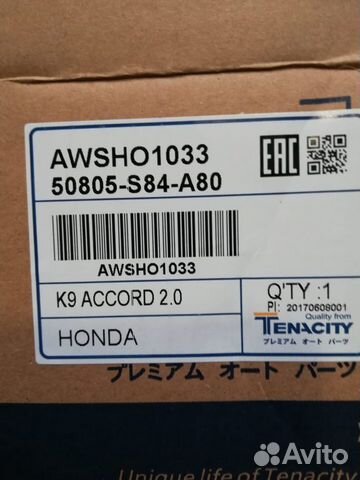 AWSHO1033
50805-S84-A80
EAC
AWSHO1033
K9 ACCORD 2.0
Q'TY :1
PI: 20170608001
HONDA
Quality from
TENACITY
プレミアム オート パーツ
プレミアム オート パーツ
Unique life of Tenacity
Avito